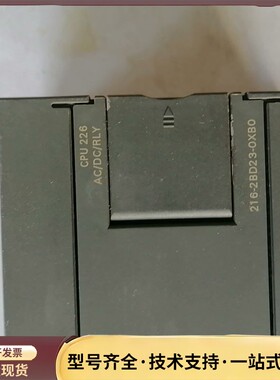 CPU 226
AC/DC/RLY
216-2BD23-0XB0
开发票
现货
型号齐全·技术支持·一站式